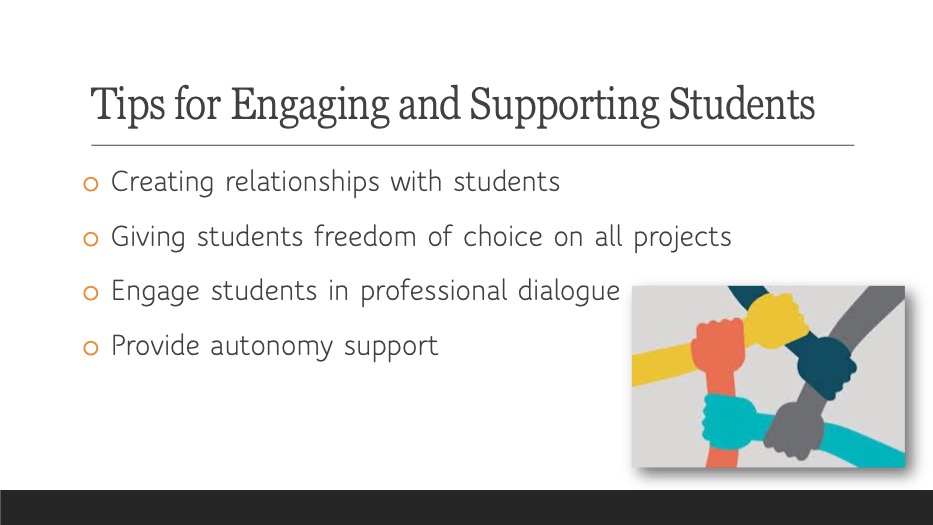 Tips for Engaging and Supporting Students
Creating relationships with students
Giving students freedom of choice on all projects
Engage students in professional dialogue
Provide autonomy support